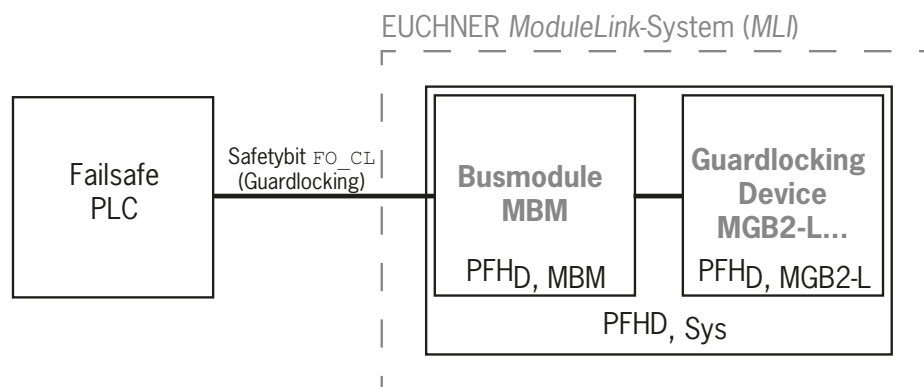 EUCHNER ModuleLink-System (MLI)
Failsafe
PLC
Safetybit FO_CL
(Guardlocking)
Busmodule
MBM
PFHD, MBM
Guardlocking
Device
MGB2-L...
PFHD, MGB2-L
PFHD, Sys